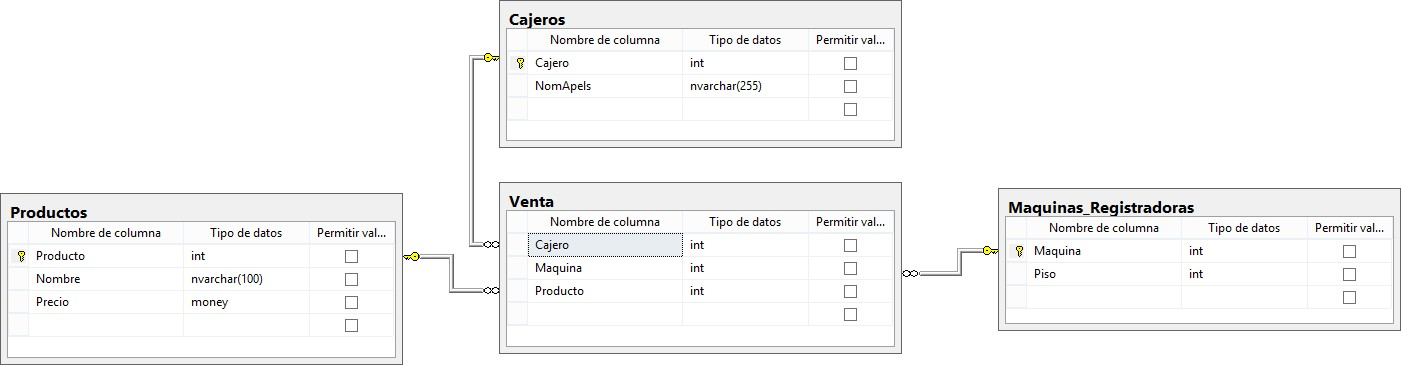 Cajeros
Nombre de columna Tipo de datos Permitir val...
Cajero int
NomApels nvarchar(255)
Productos
Nombre de columna Tipo de datos Permitir val...
Producto int
Nombre nvarchar(100)
Precio money
Venta
Nombre de columna Tipo de datos Permitir val...
Cajero int
Maquina int
Producto int
Maquinas_Registradoras
Nombre de columna Tipo de datos Permitir val...
Maquina int
Piso int